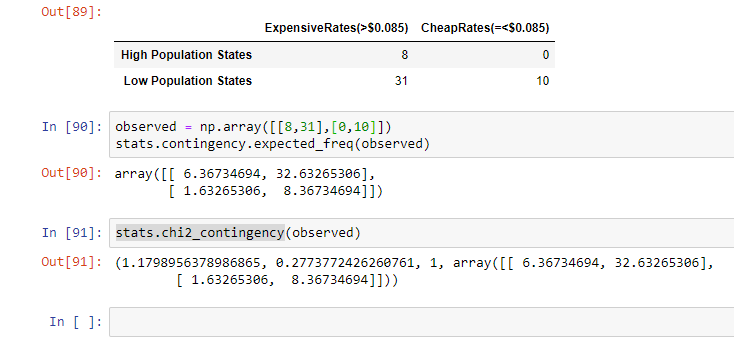 Out[89]:
ExpensiveRates(>$0.085) CheapRates(=<$0.085)
High Population States 8 0
Low Population States 31 10
In [90]: observed = np.array([[8,31],[0,10]])
stats.contingency.expected_freq(observed)
Out[90]: array([[ 6.36734694, 32.63265306],
[ 1.63265306,  8.36734694]])
In [91]: stats.chi2_contingency(observed)
Out[91]: (1.1798956378986865, 0.2773772426260761, 1, array([[ 6.36734694, 32.63265306],
[ 1.63265306,  8.36734694]]))
In [ ]: